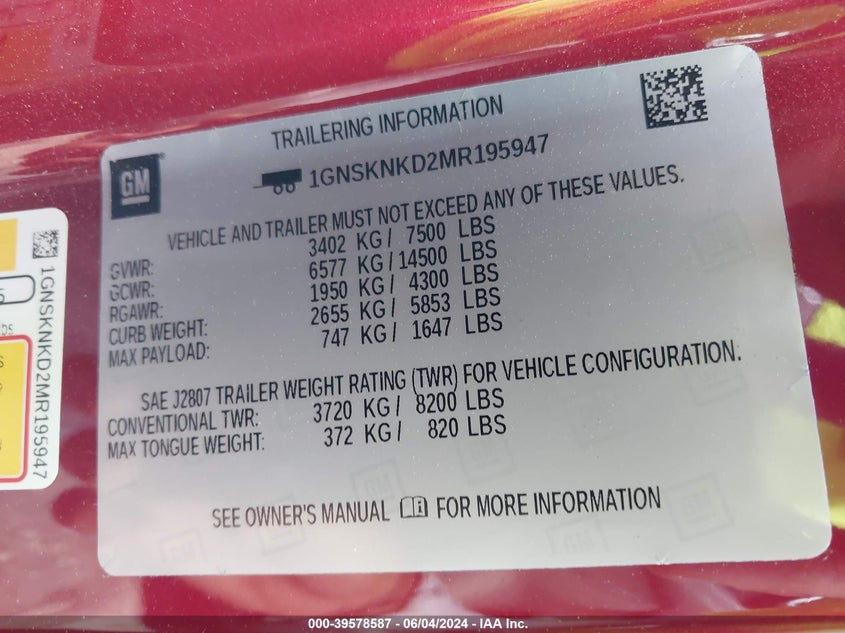 TRAILERING INFORMATION
GM
1GNSKNKD2MR195947
VEHICLE AND TRAILER MUST NOT EXCEED ANY OF THESE VALUES.
GVWR: 3402 KG / 7500 LBS
GCWR: 6577 KG / 14500 LBS
RGAWR: 1950 KG / 4300 LBS
CURB WEIGHT: 2655 KG / 5853 LBS
MAX PAYLOAD: 747 KG / 1647 LBS
SAE J2807 TRAILER WEIGHT RATING (TWR) FOR VEHICLE CONFIGURATION.
CONVENTIONAL TWR: 3720 KG / 8200 LBS
MAX TONGUE WEIGHT: 372 KG / 820 LBS
SEE OWNER'S MANUAL FOR MORE INFORMATION
1GNSKNKD2MR195947
000-39578587 - 06/04/2024 - IAA Inc.